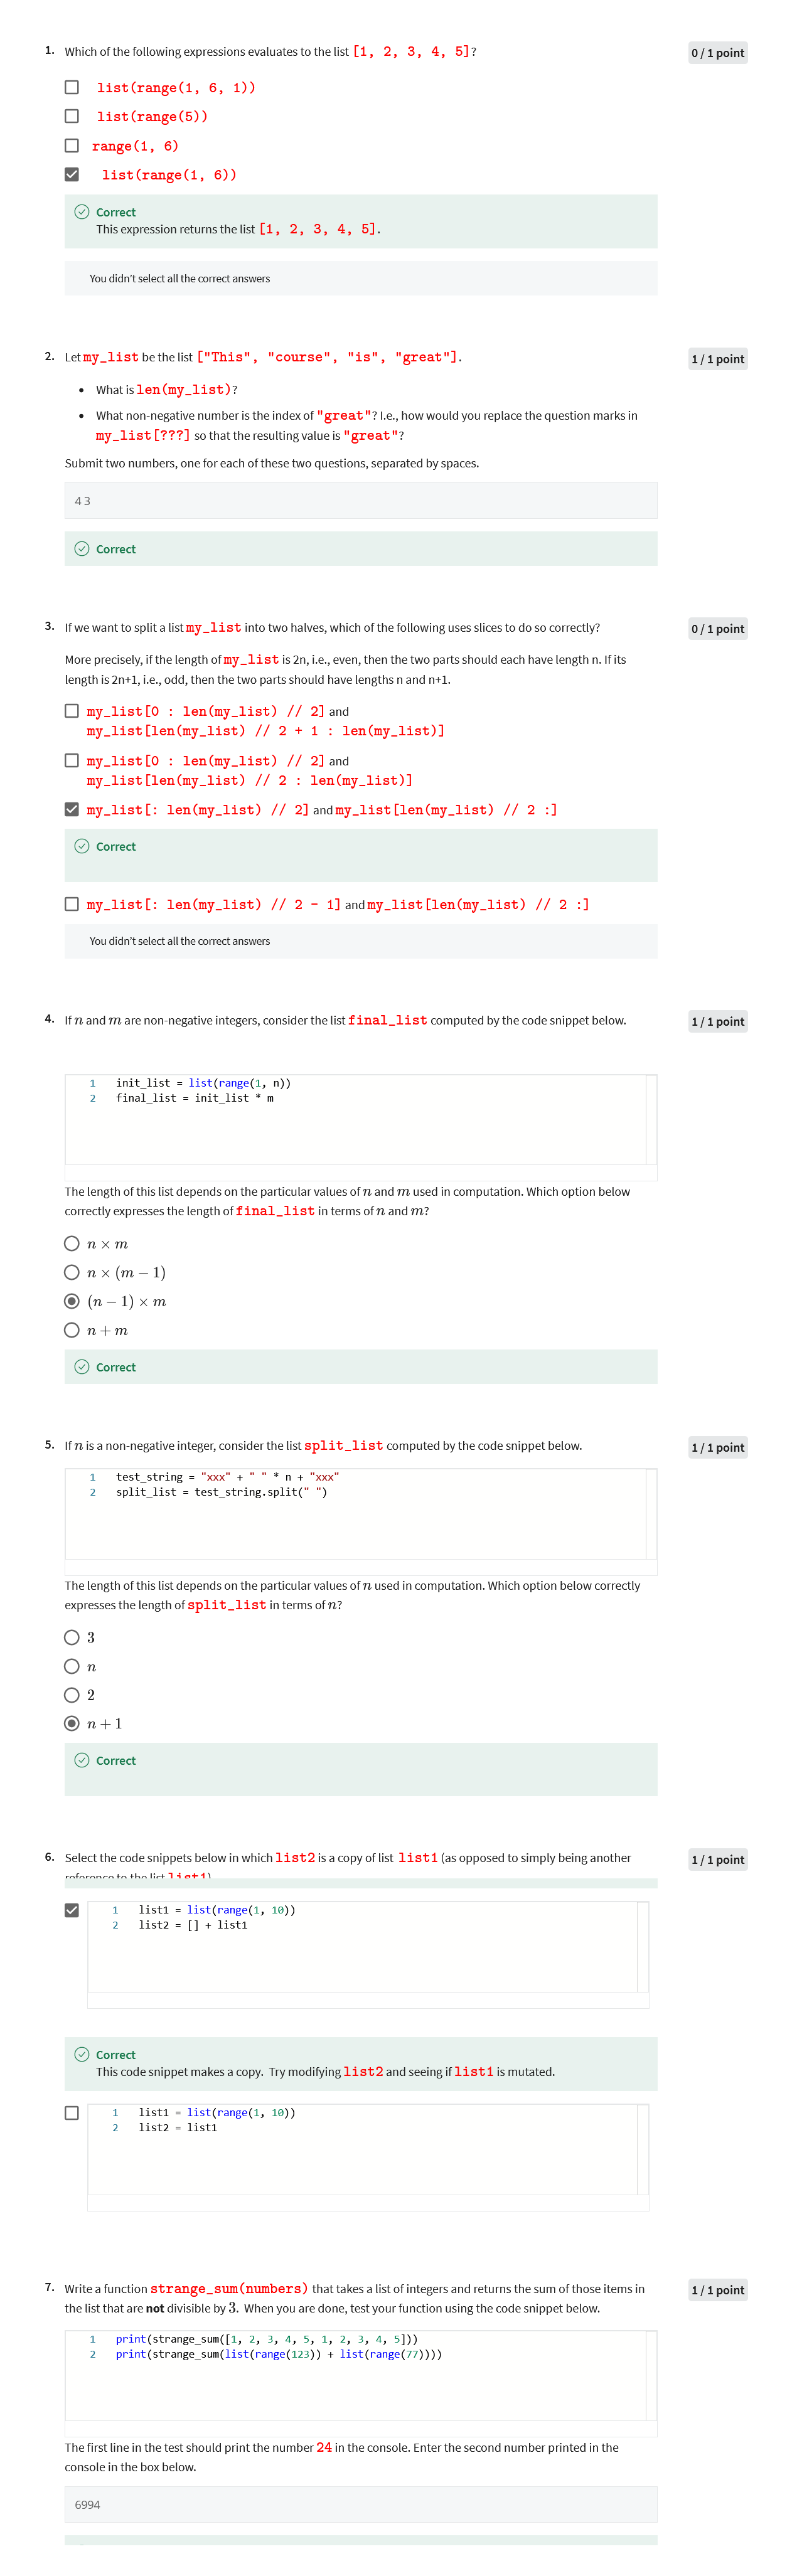 1. Which of the following expressions evaluates to the list [1, 2, 3, 4, 5]?
0 / 1 point
list(range(1, 6, 1))
list(range(5))
range(1, 6)
list(range(1, 6))
Correct
This expression returns the list [1, 2, 3, 4, 5].
You didn't select all the correct answers
2. Let my_list be the list ["This", "course", "is", "great"].
1 / 1 point
• What is len(my_list)?
• What non-negative number is the index of "great"? I.e., how would you replace the question marks in
my_list[???] so that the resulting value is "great"?
Submit two numbers, one for each of these two questions, separated by spaces.
4 3
Correct
3. If we want to split a list my_list into two halves, which of the following uses slices to do so correctly?
0 / 1 point
More precisely, if the length of my_list is 2n, i.e., even, then the two parts should each have length n. If its
length is 2n+1, i.e., odd, then the two parts should have lengths n and n+1.
my_list[0 : len(my_list) // 2] and
my_list[len(my_list) // 2 + 1 : len(my_list)]
my_list[0 : len(my_list) // 2] and
my_list[len(my_list) // 2 : len(my_list)]
my_list[: len(my_list) // 2] and my_list[len(my_list) // 2 :]
Correct
my_list[: len(my_list) // 2 - 1] and my_list[len(my_list) // 2 :]
You didn't select all the correct answers
4. If n and m are non-negative integers, consider the list final_list computed by the code snippet below.
1 / 1 point
1 init_list = list(range(1, n))
2 final_list = init_list * m
The length of this list depends on the particular values of n and m used in computation. Which option below
correctly expresses the length of final_list in terms of n and m?
n × m
n × (m − 1)
(n − 1) × m
n + m
Correct
5. If n is a non-negative integer, consider the list split_list computed by the code snippet below.
1 / 1 point
1 test_string = "xxx" + " " * n + "xxx"
2 split_list = test_string.split(" ")
The length of this list depends on the particular values of n used in computation. Which option below correctly
expresses the length of split_list in terms of n?
3
n
2
n + 1
Correct
6. Select the code snippets below in which list2 is a copy of list list1 (as opposed to simply being another
1 / 1 point
reference to the list list1)
1 list1 = list(range(1, 10))
2 list2 = [] + list1
Correct
This code snippet makes a copy. Try modifying list2 and seeing if list1 is mutated.
1 list1 = list(range(1, 10))
2 list2 = list1
7. Write a function strange_sum(numbers) that takes a list of integers and returns the sum of those items in
1 / 1 point
the list that are not divisible by 3. When you are done, test your function using the code snippet below.
1 print(strange_sum([1, 2, 3, 4, 5, 1, 2, 3, 4, 5]))
2 print(strange_sum(list(range(123)) + list(range(77))))
The first line in the test should print the number 24 in the console. Enter the second number printed in the
console in the box below.
6994